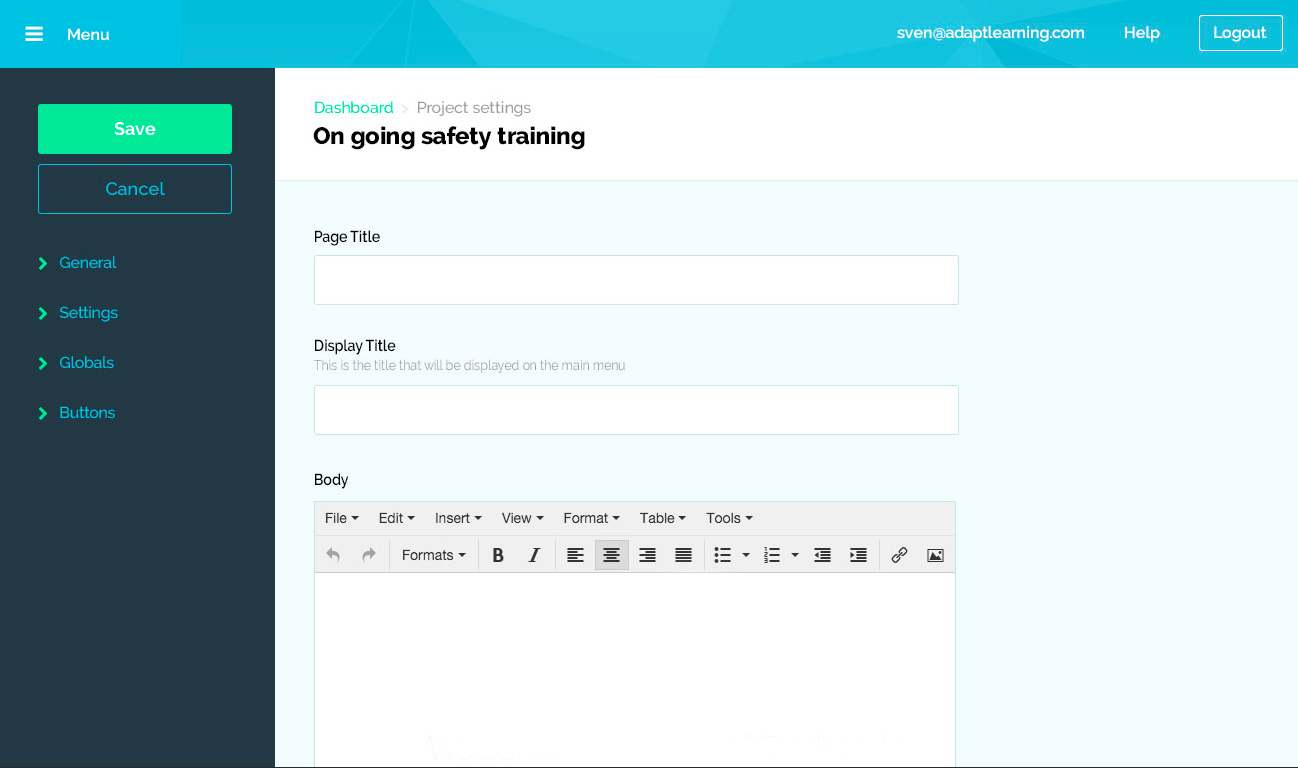 Menu
sven@adaptlearning.com
Help
Logout
Save
Cancel
General
Settings
Globals
Buttons
Dashboard > Project settings
On going safety training
Page Title
Display Title
This is the title that will be displayed on the main menu
Body
File Edit Insert View Format Table Tools
Formats B I